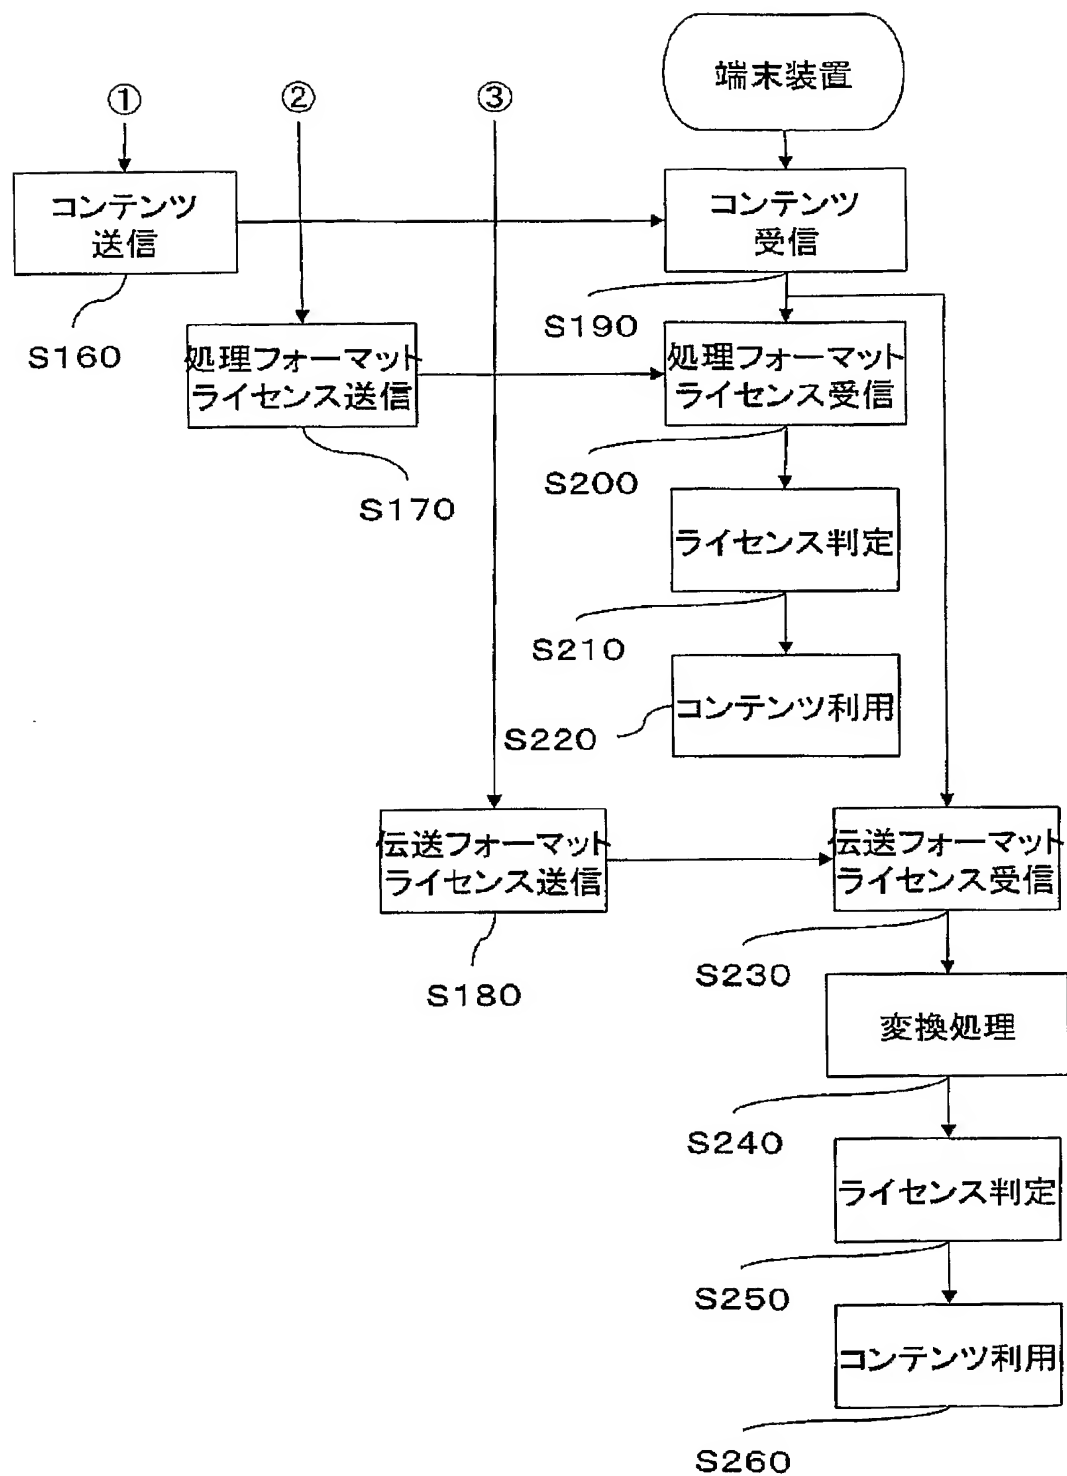 端末装置
①
②
③
コンテンツ
送信
コンテンツ
受信
S160
S190
処理フォーマット
ライセンス送信
処理フォーマット
ライセンス受信
S170
S200
ライセンス判定
S210
コンテンツ利用
S220
伝送フォーマット
ライセンス送信
伝送フォーマット
ライセンス受信
S180
S230
変換処理
S240
ライセンス判定
S250
コンテンツ利用
S260